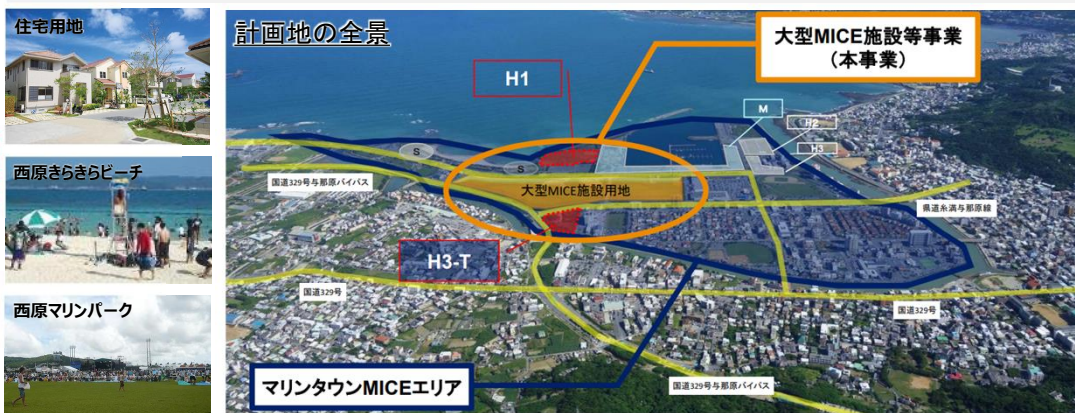 住宅用地
西原きらきらビーチ
西原マリンパーク
計画地の全景
大型MICE施設等事業
（本事業）
H1
M
H2
H3
S
S
国道329号与那原バイパス
大型MICE施設用地
県道糸満与那原線
H3-T
国道329号
国道329号
マリンタウンMICEエリア
国道329号与那原バイパス